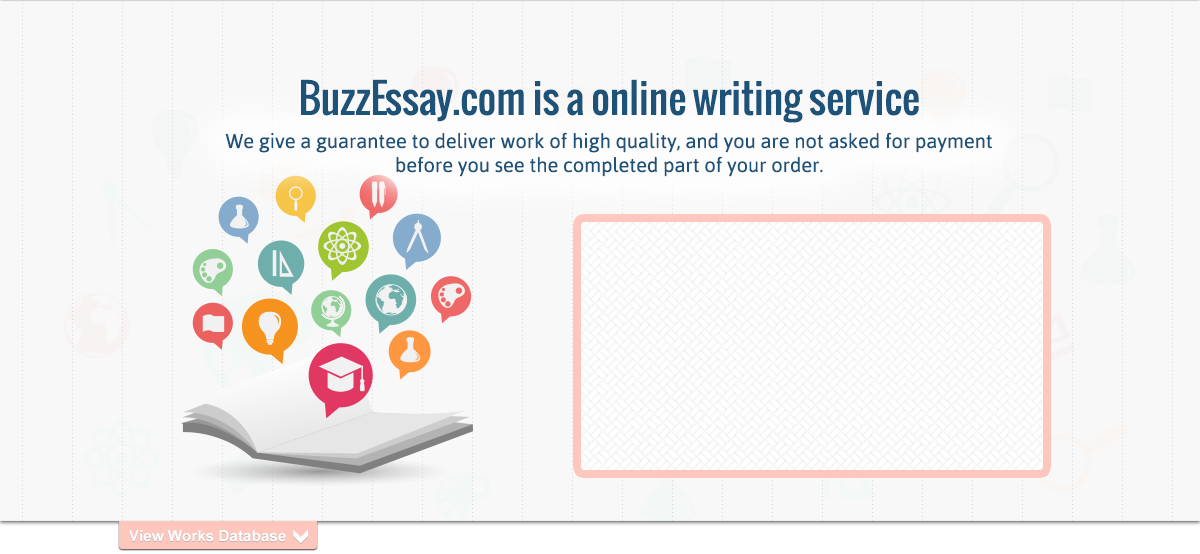 BuzzEssay.com is a online writing service
We give a guarantee to deliver work of high quality, and you are not asked for payment
before you see the completed part of your order.
View Works Database